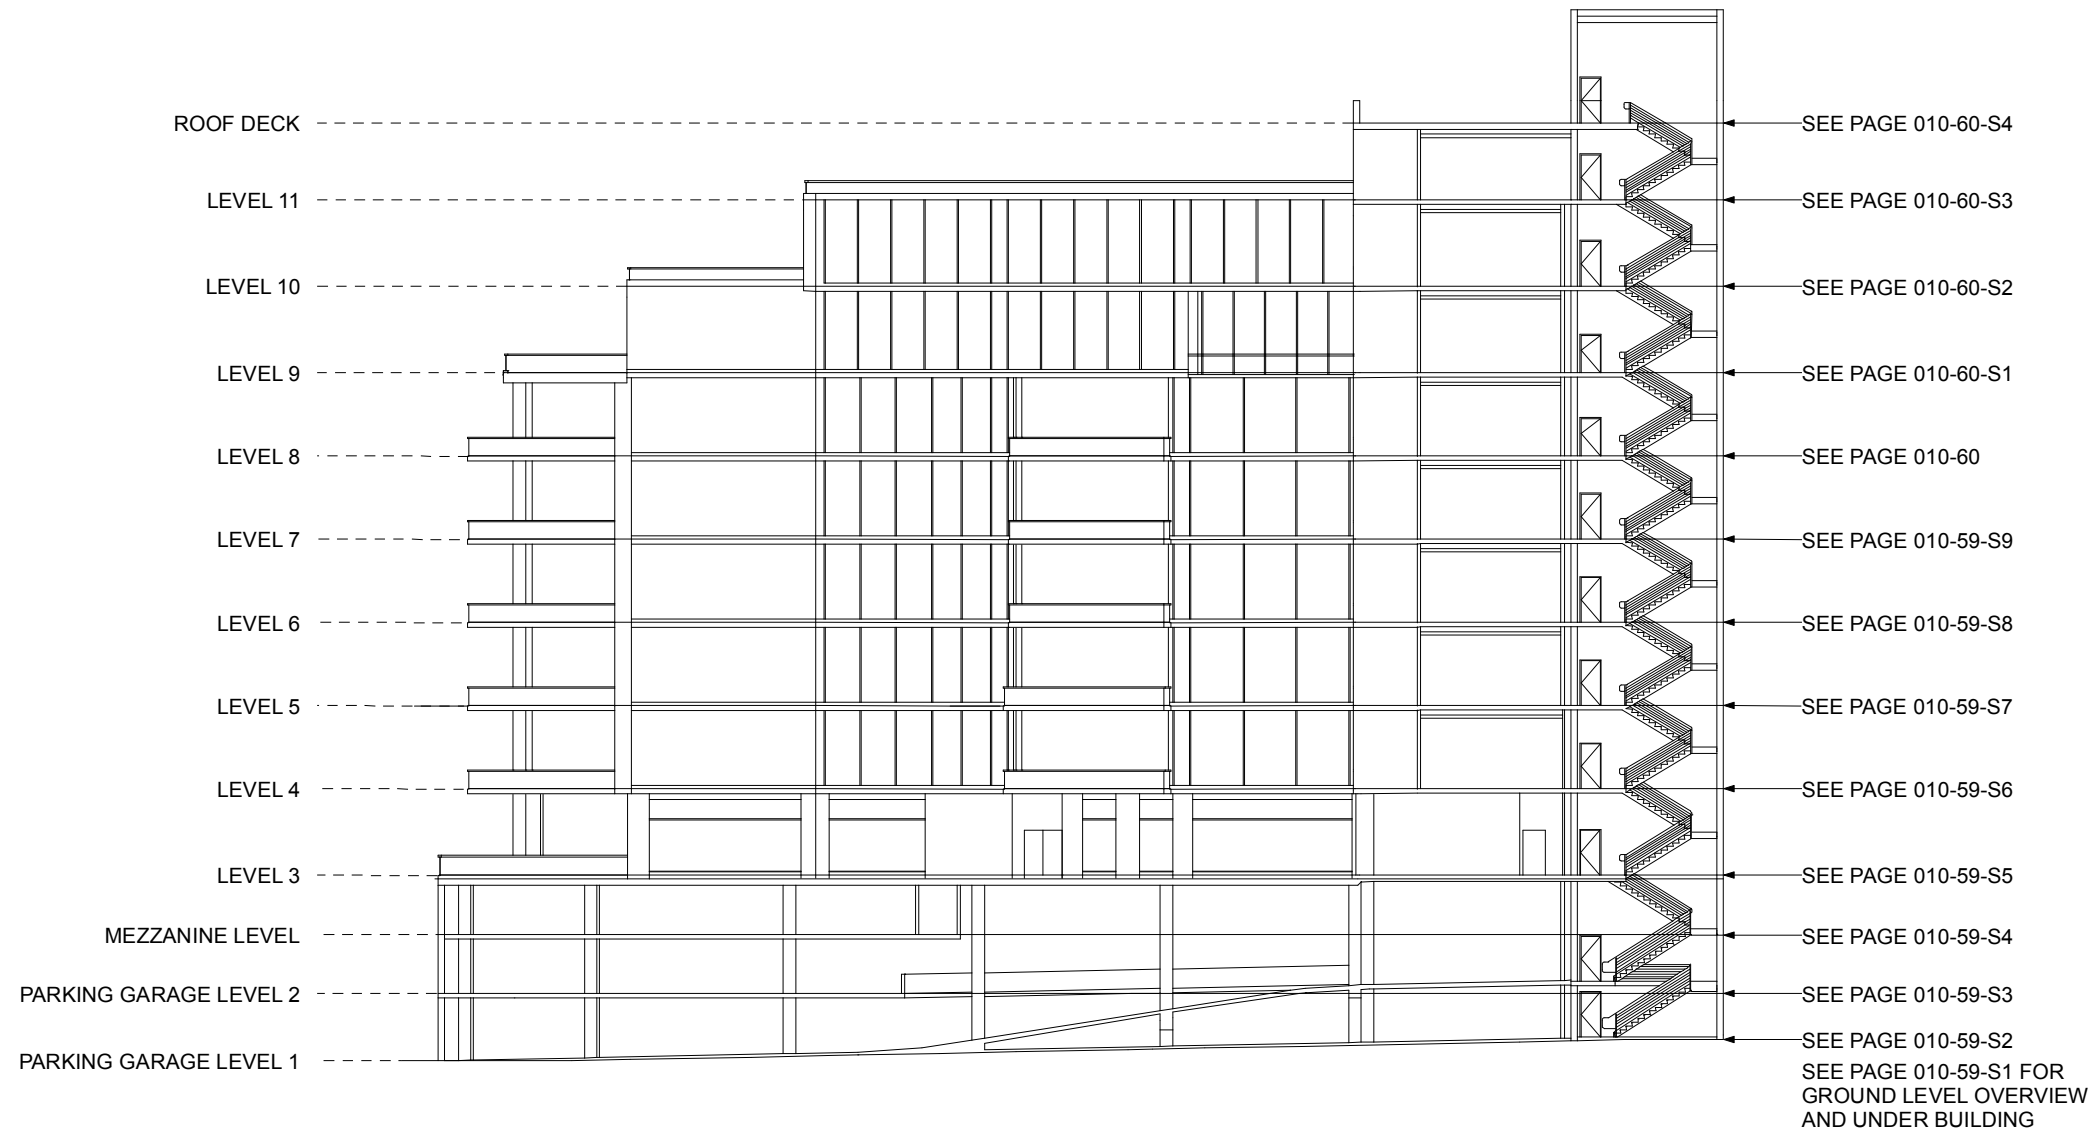 ROOF DECK
SEE PAGE 010-60-S4
LEVEL 11
SEE PAGE 010-60-S3
LEVEL 10
SEE PAGE 010-60-S2
LEVEL 9
SEE PAGE 010-60-S1
LEVEL 8
SEE PAGE 010-60
LEVEL 7
SEE PAGE 010-59-S9
LEVEL 6
SEE PAGE 010-59-S8
LEVEL 5
SEE PAGE 010-59-S7
LEVEL 4
SEE PAGE 010-59-S6
LEVEL 3
SEE PAGE 010-59-S5
MEZZANINE LEVEL
SEE PAGE 010-59-S4
PARKING GARAGE LEVEL 2
SEE PAGE 010-59-S3
PARKING GARAGE LEVEL 1
SEE PAGE 010-59-S2
SEE PAGE 010-59-S1 FOR
GROUND LEVEL OVERVIEW
AND UNDER BUILDING